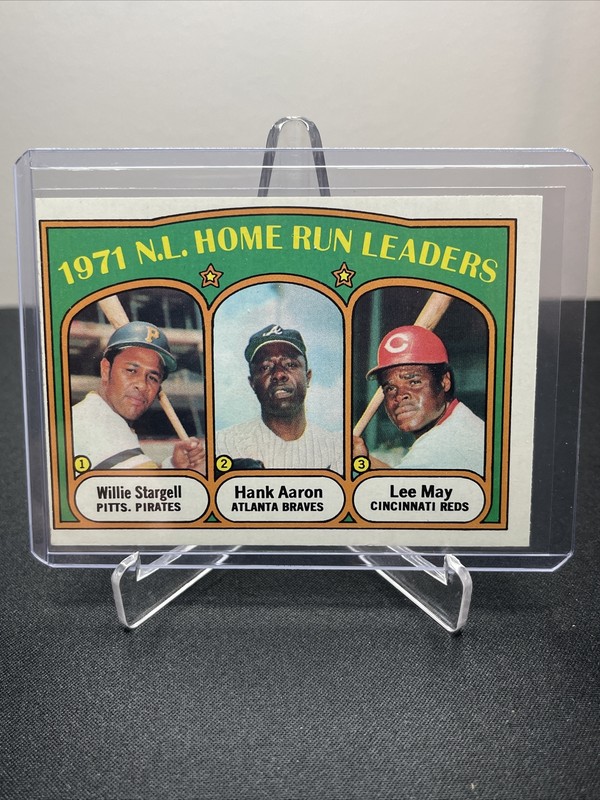 1971 N.L. HOME RUN LEADERS
P
A
C
1
2
3
Willie Stargell
PITTS. PIRATES
Hank Aaron
ATLANTA BRAVES
Lee May
CINCINNATI REDS